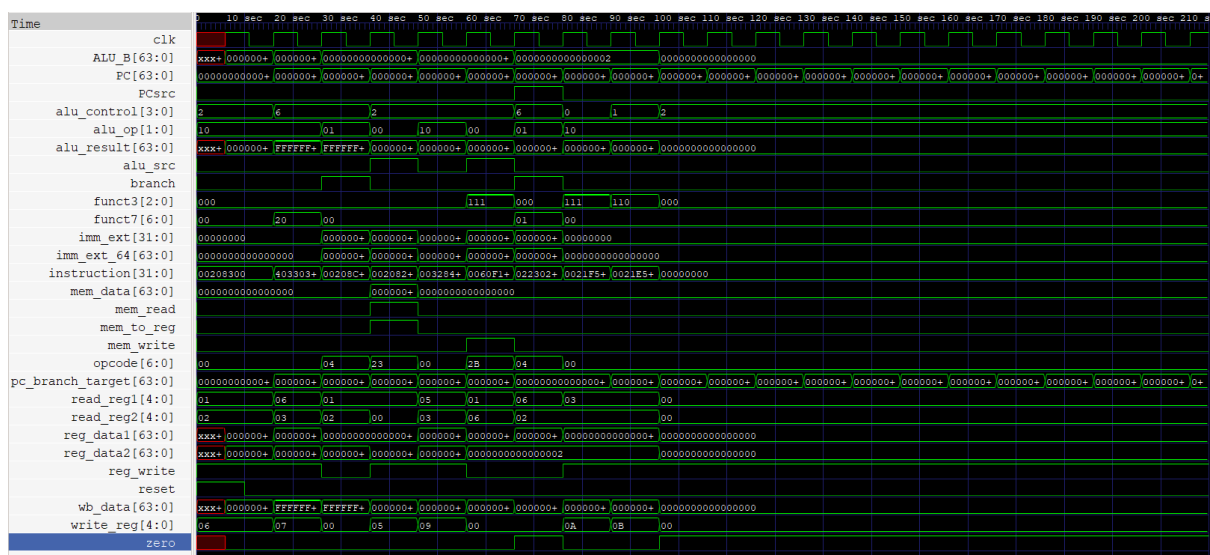 Time 0 10 sec 20 sec 30 sec 40 sec 50 sec 60 sec 70 sec 80 sec 90 sec 100 sec 110 sec 120 sec 130 sec 140 sec 150 sec 160 sec 170 sec 180 sec 190 sec 200 sec 210 s
clk
ALU_B[63:0] xxx+ 000000+ 000000+ 00000000000000+ 00000000000000+ 0000000000000002 0000000000000000
PC[63:0] 00000000000+ 000000+ 000000+ 000000+ 000000+ 000000+ 000000+ 000000+ 000000+ 000000+ 000000+ 000000+ 000000+ 000000+ 000000+ 000000+ 000000+ 000000+ 000000+ 0+
PCsrc
alu_control[3:0] 2 6 2 6 0 1 2
alu_op[1:0] 10 01 00 10 00 01 10
alu_result[63:0] xxx+ 000000+ FFFFFF+ FFFFFF+ 000000+ 000000+ 000000+ 000000+ 000000+ 000000+ 0000000000000000
alu_src
branch
funct3[2:0] 000 111 000 111 110 000
funct7[6:0] 00 20 00 01 00
imm_ext[31:0] 00000000 000000+ 000000+ 000000+ 000000+ 000000+ 00000000
imm_ext_64[63:0] 0000000000000000 000000+ 000000+ 000000+ 000000+ 000000+ 0000000000000000
instruction[31:0] 00208300 403303+ 00208C+ 002082+ 003284+ 0060F1+ 022302+ 0021F5+ 0021E5+ 00000000
mem_data[63:0] 0000000000000000 000000+ 0000000000000000
mem_read
mem_to_reg
mem_write
opcode[6:0] 00 04 23 00 2B 04 00
pc_branch_target[63:0] 00000000000+ 000000+ 000000+ 000000+ 000000+ 000000+ 00000000000000+ 000000+ 000000+ 000000+ 000000+ 000000+ 000000+ 000000+ 000000+ 000000+ 000000+ 000000+ 0+
read_reg1[4:0] 01 06 01 05 01 06 03 00
read_reg2[4:0] 02 03 02 00 03 06 02 00
reg_data1[63:0] xxx+ 000000+ 000000+ 00000000000000+ 000000+ 000000+ 000000+ 00000000000000+ 0000000000000000
reg_data2[63:0] xxx+ 000000+ 000000+ 000000+ 000000+ 000000+ 0000000000000002 0000000000000000
reg_write
reset
wb_data[63:0] xxx+ 000000+ FFFFFF+ FFFFFF+ 000000+ 000000+ 000000+ 000000+ 000000+ 000000+ 0000000000000000
write_reg[4:0] 06 07 00 05 09 00 0A 0B 00
zero